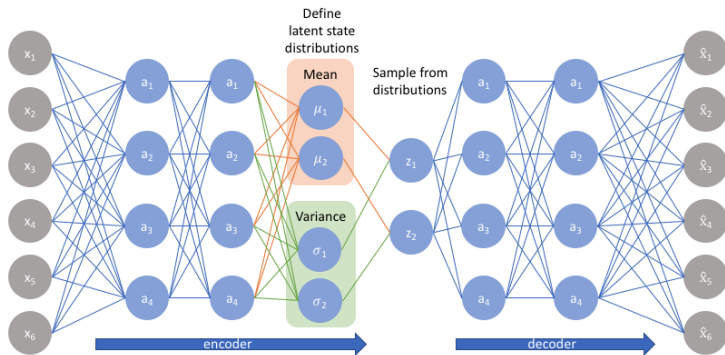 Define
latent state
distributions
Mean
Sample from
distributions
Variance
x₁
x₂
x₃
x₄
x₅
x₆
a₁
a₂
a₃
a₄
a₁
a₂
a₃
a₄
μ₁
μ₂
σ₁
σ₂
z₁
z₂
a₁
a₂
a₃
a₄
a₁
a₂
a₃
a₄
x̂₁
x̂₂
x̂₃
x̂₄
x̂₅
x̂₆
encoder
decoder